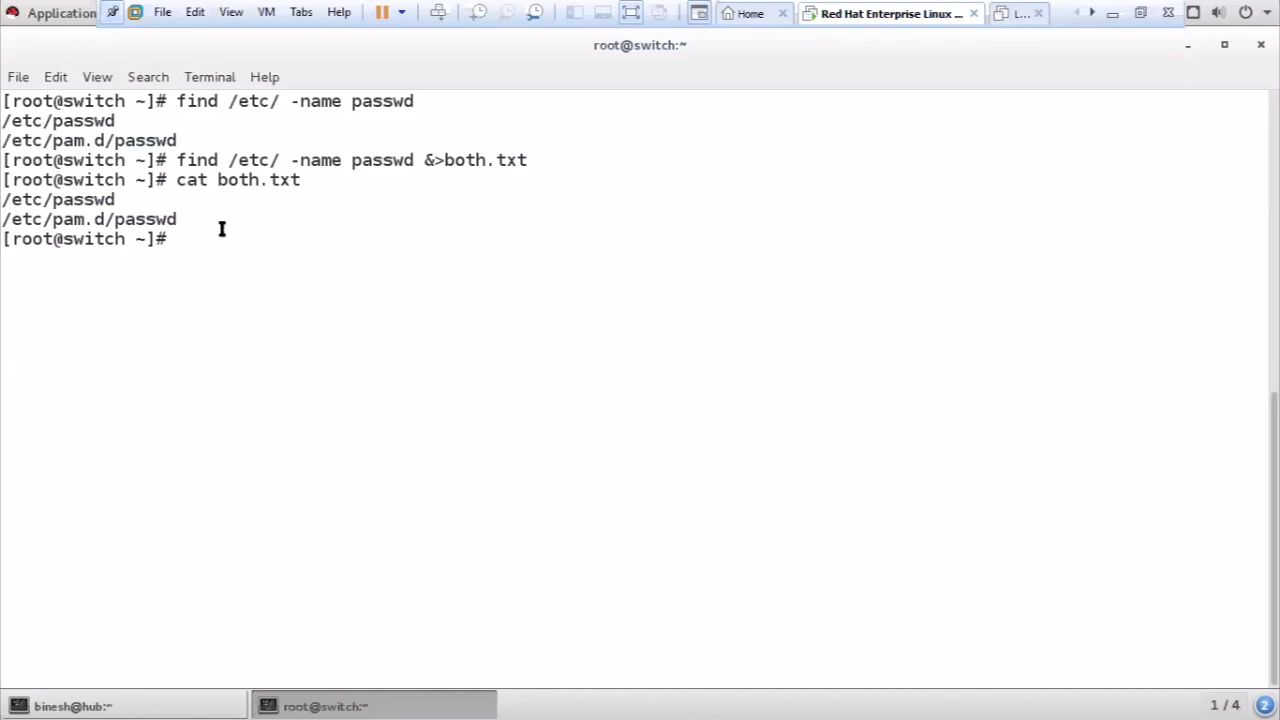 Application File Edit View VM Tabs Help Home Red Hat Enterprise Linux ... L...
root@switch:~
File Edit View Search Terminal Help
[root@switch ~]# find /etc/ -name passwd
/etc/passwd
/etc/pam.d/passwd
[root@switch ~]# find /etc/ -name passwd &>both.txt
[root@switch ~]# cat both.txt
/etc/passwd
/etc/pam.d/passwd
[root@switch ~]#
binesh@hub:~ root@switch:~ 1 / 4 2